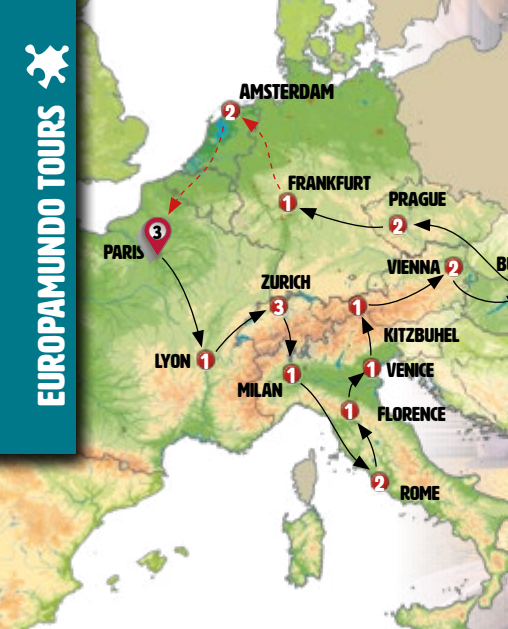 EUROPAMUNDO TOURS
AMSTERDAM
2
FRANKFURT
1
PRAGUE
2
3
PARIS
VIENNA
2
ZURICH
3
1
KITZBUHEL
LYON
1
MILAN
1
1
VENICE
1
FLORENCE
2
ROME